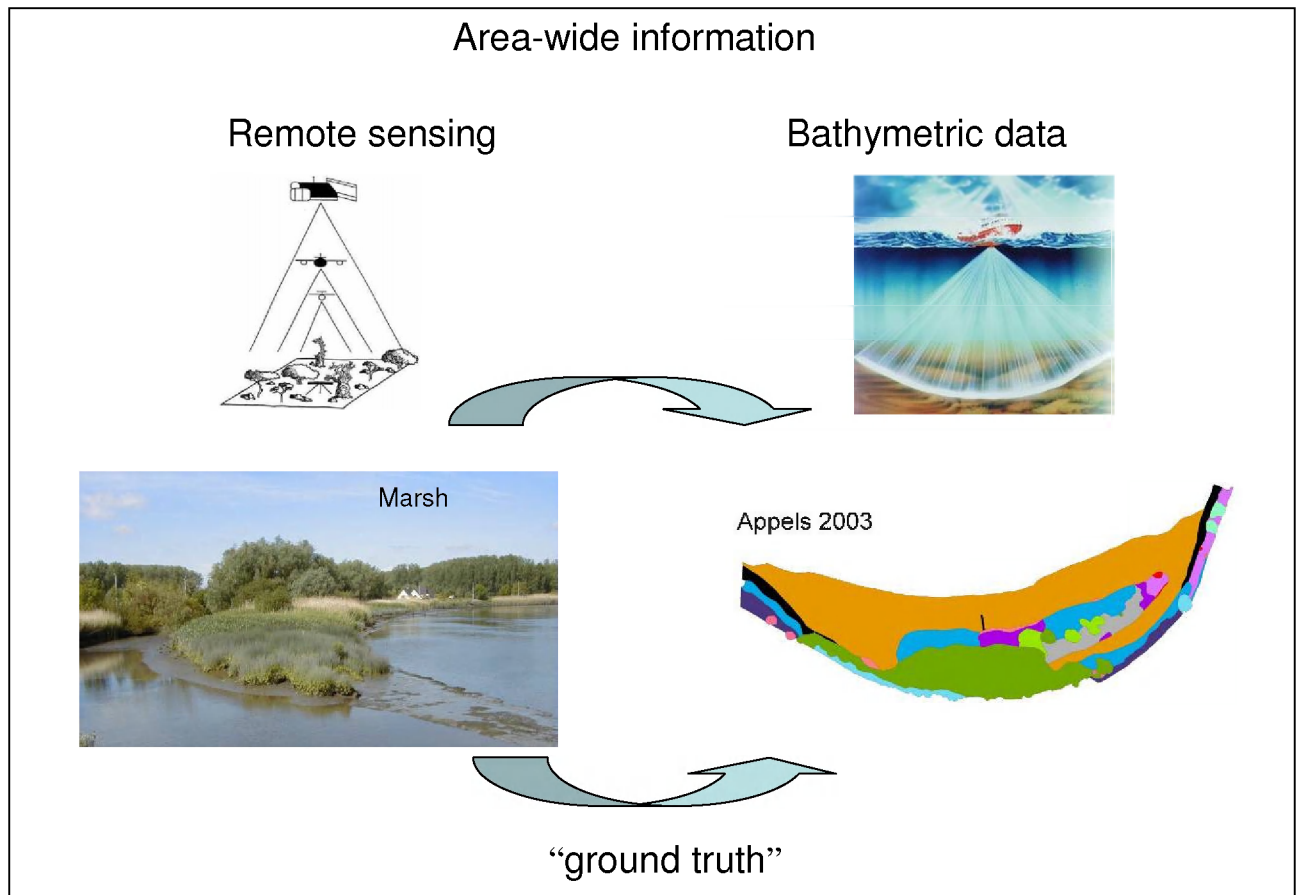 Area-wide information
Remote sensing
Bathymetric data
Marsh
Appels 2003
“ground truth”